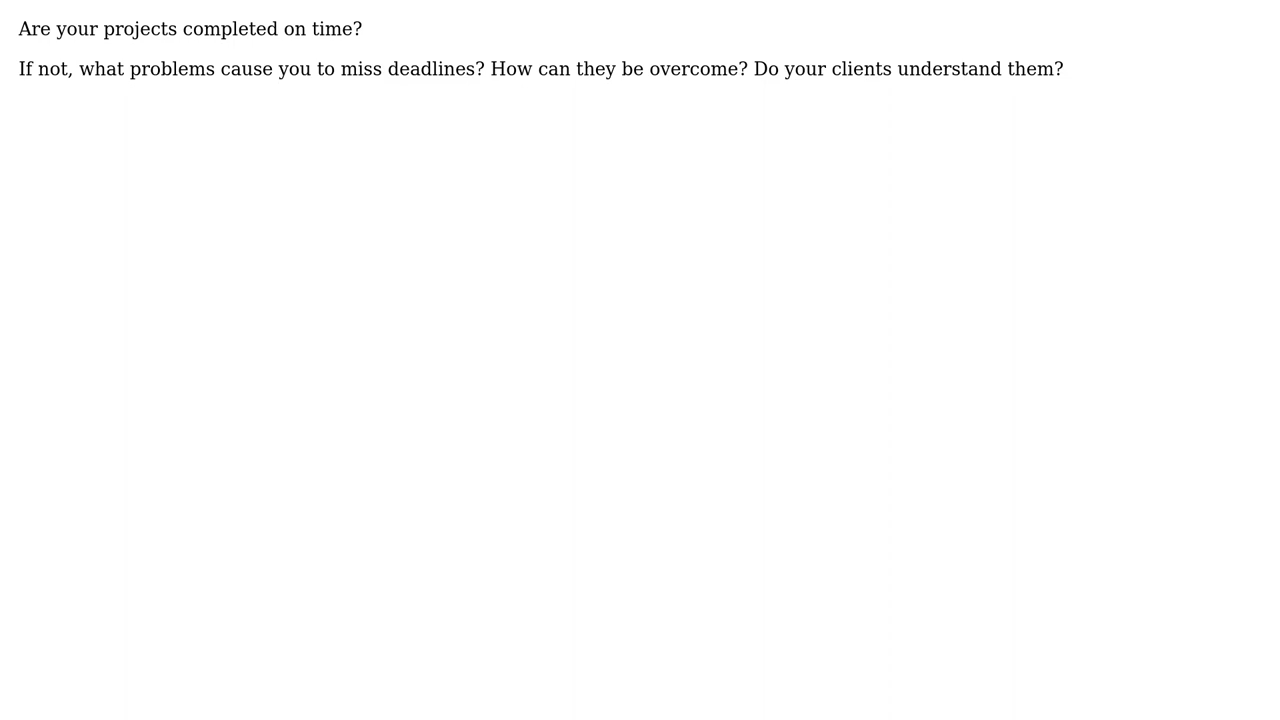 Are your projects completed on time?
If not, what problems cause you to miss deadlines? How can they be overcome? Do your clients understand them?